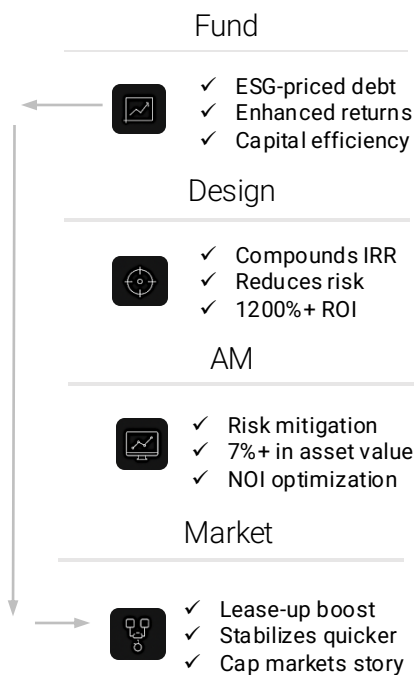 Fund
✓ ESG-priced debt
✓ Enhanced returns
✓ Capital efficiency
Design
✓ Compounds IRR
✓ Reduces risk
✓ 1200%+ ROI
AM
✓ Risk mitigation
✓ 7%+ in asset value
✓ NOI optimization
Market
✓ Lease-up boost
✓ Stabilizes quicker
✓ Cap markets story